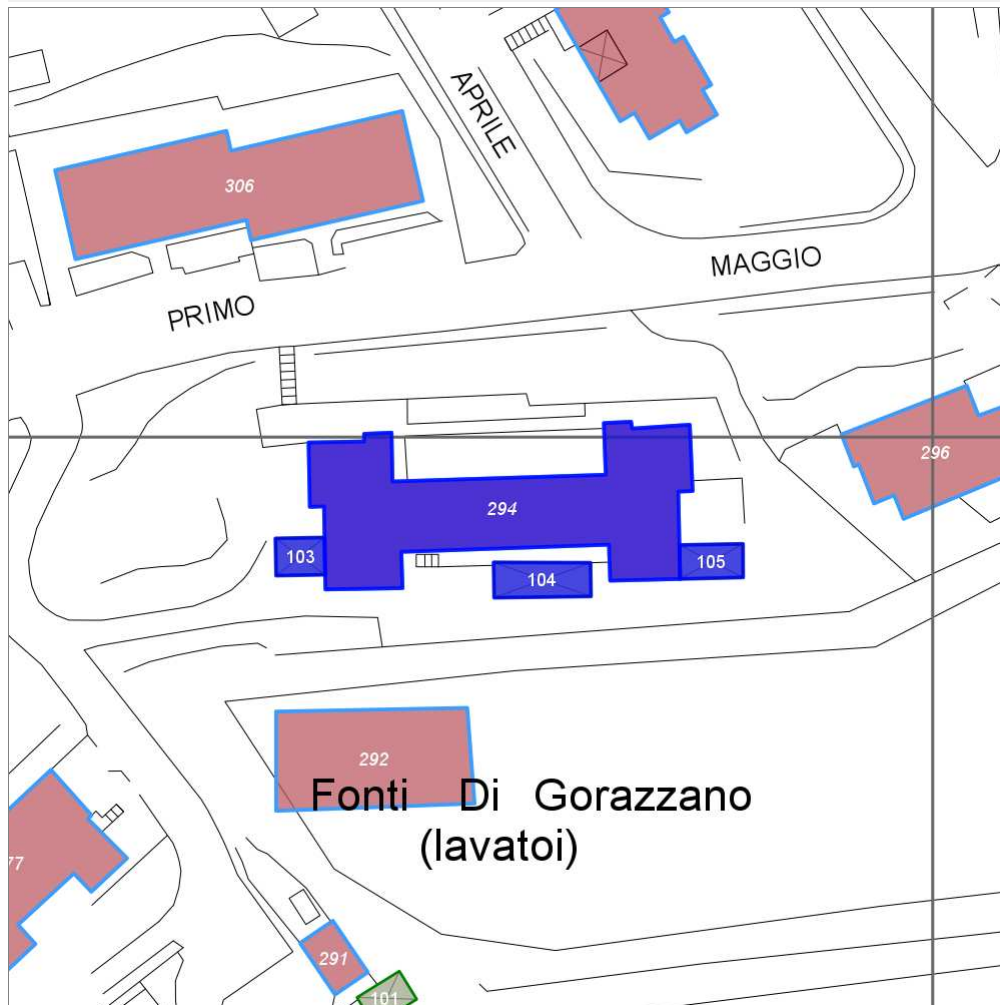 APRILE
306
MAGGIO
PRIMO
296
294
103
104
105
292
Fonti Di Gorazzano
(lavatoi)
77
291
101